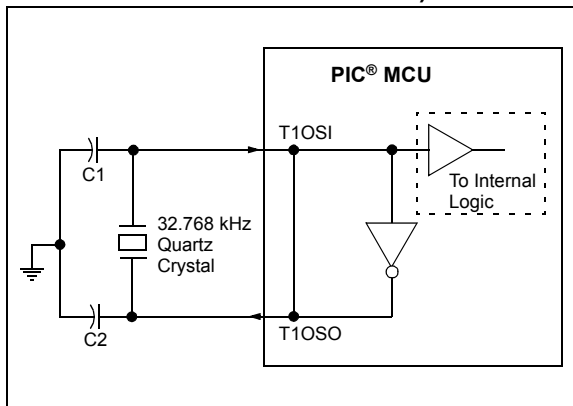 PIC® MCU
T1OSI
C1
To Internal
Logic
32.768 kHz
Quartz
Crystal
T1OSO
C2